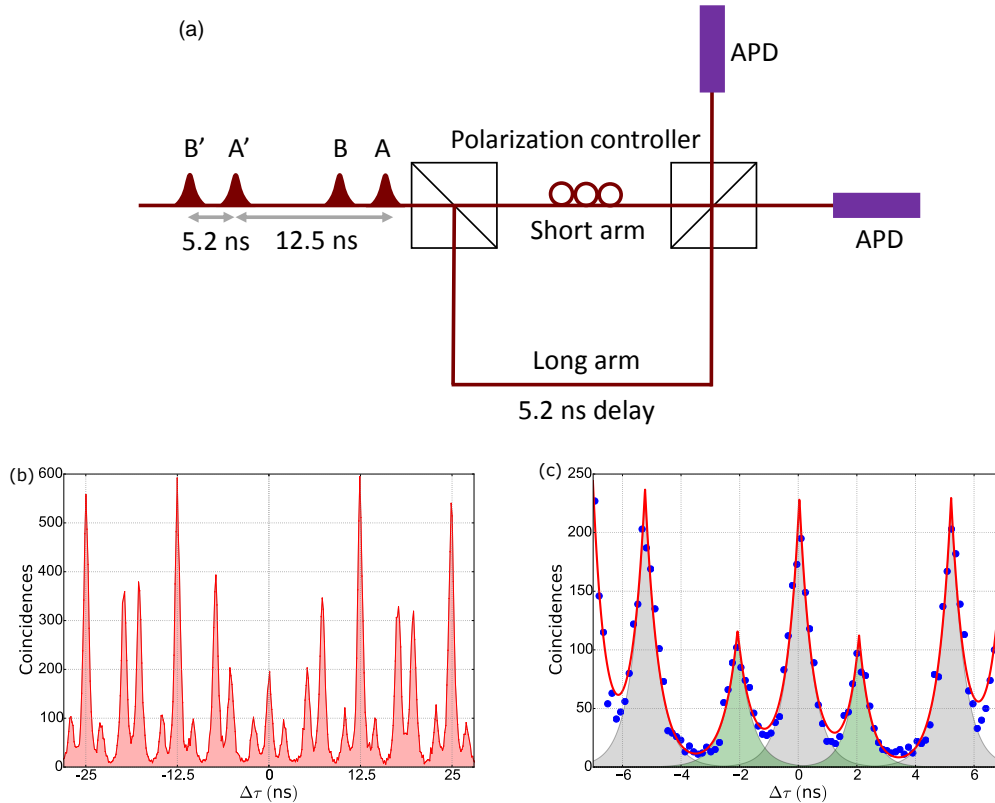 (a)
APD
B’ A’ B A
Polarization controller
5.2 ns 12.5 ns
Short arm
APD
Long arm
5.2 ns delay
(b)
Coincidences
600
500
400
300
200
100
0
-25 -12.5 0 12.5 25
Δτ (ns)
(c)
Coincidences
250
200
150
100
50
0
−6 −4 −2 0 2 4 6
Δτ (ns)